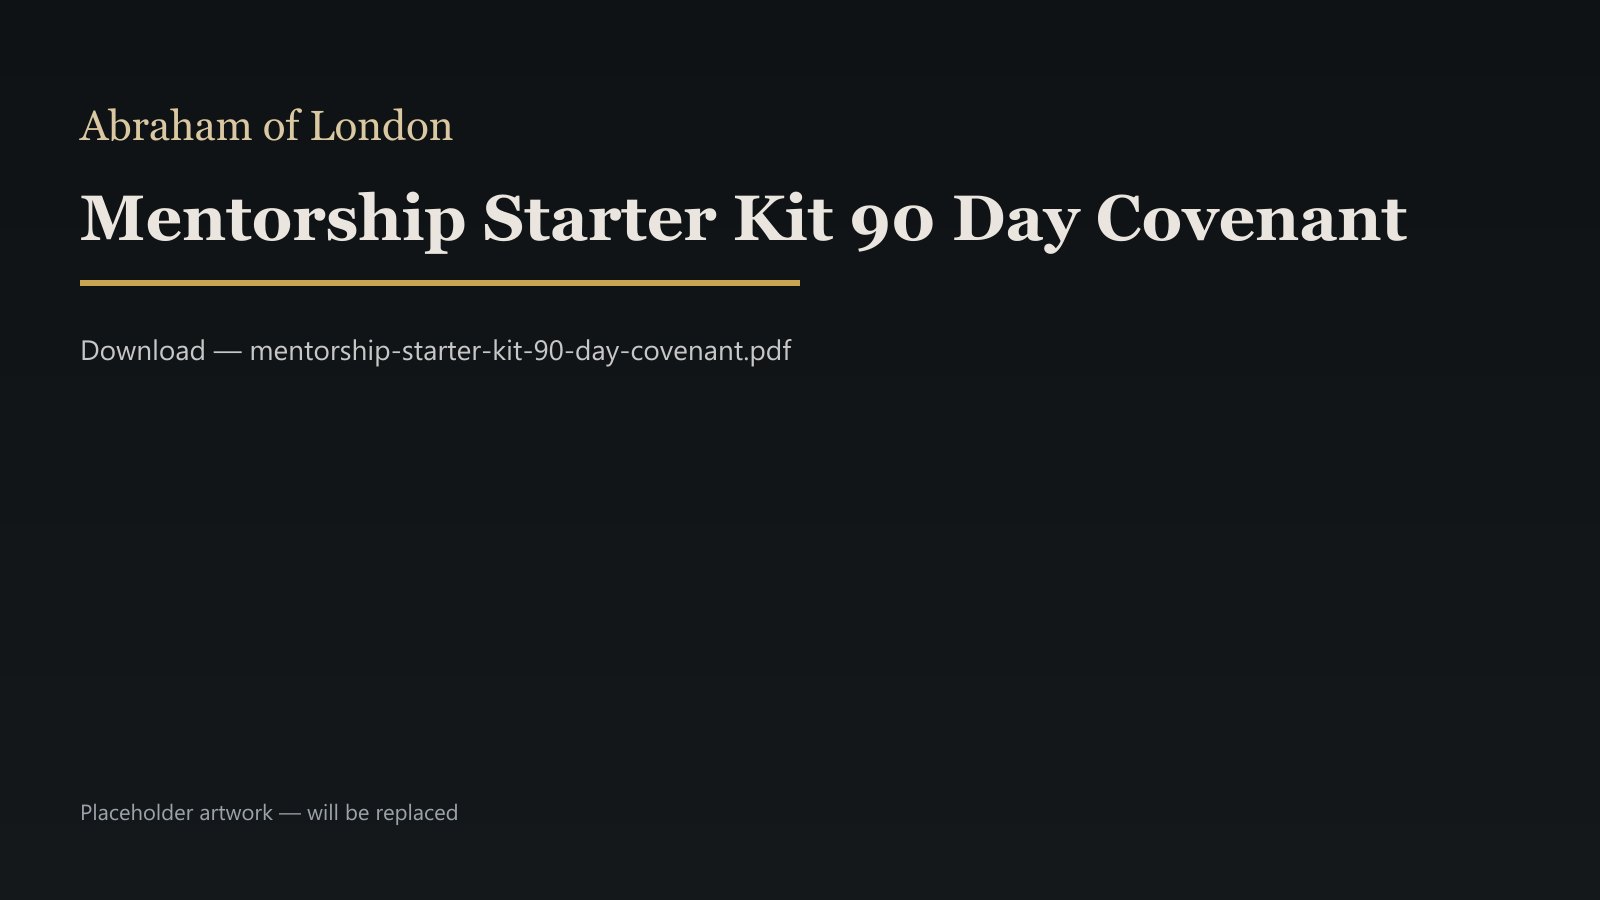 Abraham of London
Mentorship Starter Kit 90 Day Covenant
Download — mentorship-starter-kit-90-day-covenant.pdf
Placeholder artwork — will be replaced